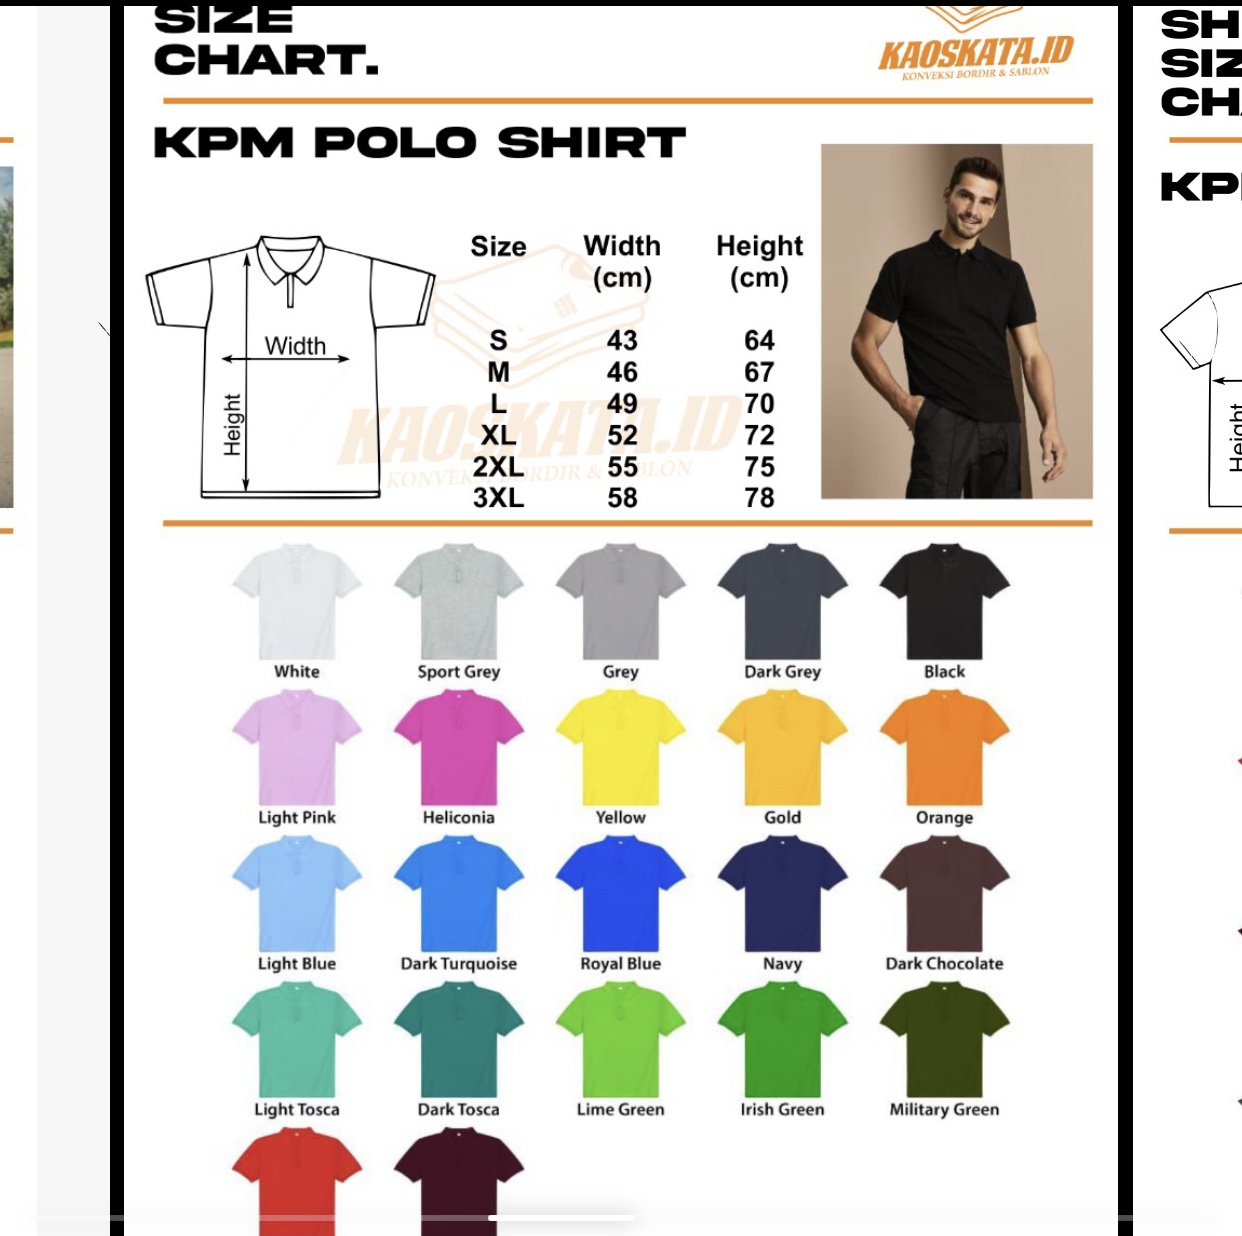 SIZE
CHART.
KAOSKATA.ID
KONVEKSI BORDIR & SABLON
KPM POLO SHIRT
Size Width Height
(cm) (cm)
S 43 64
M 46 67
L 49 70
XL 52 72
2XL 55 75
3XL 58 78
Width
Height
KAOSKATA.ID
KONVEKSI BORDIR & SABLON
White Sport Grey Grey Dark Grey Black
Light Pink Heliconia Yellow Gold Orange
Light Blue Dark Turquoise Royal Blue Navy Dark Chocolate
Light Tosca Dark Tosca Lime Green Irish Green Military Green
SH
SIZ
CH
KP
Height